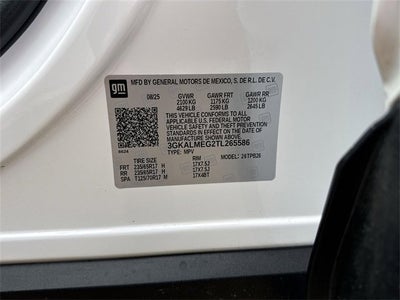 gm
MFD BY GENERAL MOTORS DE MEXICO, S. DE R.L. DE C.V.
08/25 GVWR GAWR FRT GAWR RR
2100 KG 1175 KG 1200 KG
4629 LB 2590 LB 2645 LB
THIS VEHICLE CONFORMS TO ALL
APPLICABLE U.S. FEDERAL MOTOR
VEHICLE SAFETY AND THEFT PREVENTION
STANDARDS IN EFFECT ON THE DATE OF
MANUFACTURE SHOWN ABOVE.
3GKALMEG2TL265586
TYPE: MPV
TIRE SIZE RIM MODEL:
FRT 235/65R17 H 17X7.5J
RR 235/65R17 H 17X7.5J
SPA T125/70R17 M 17X4BT